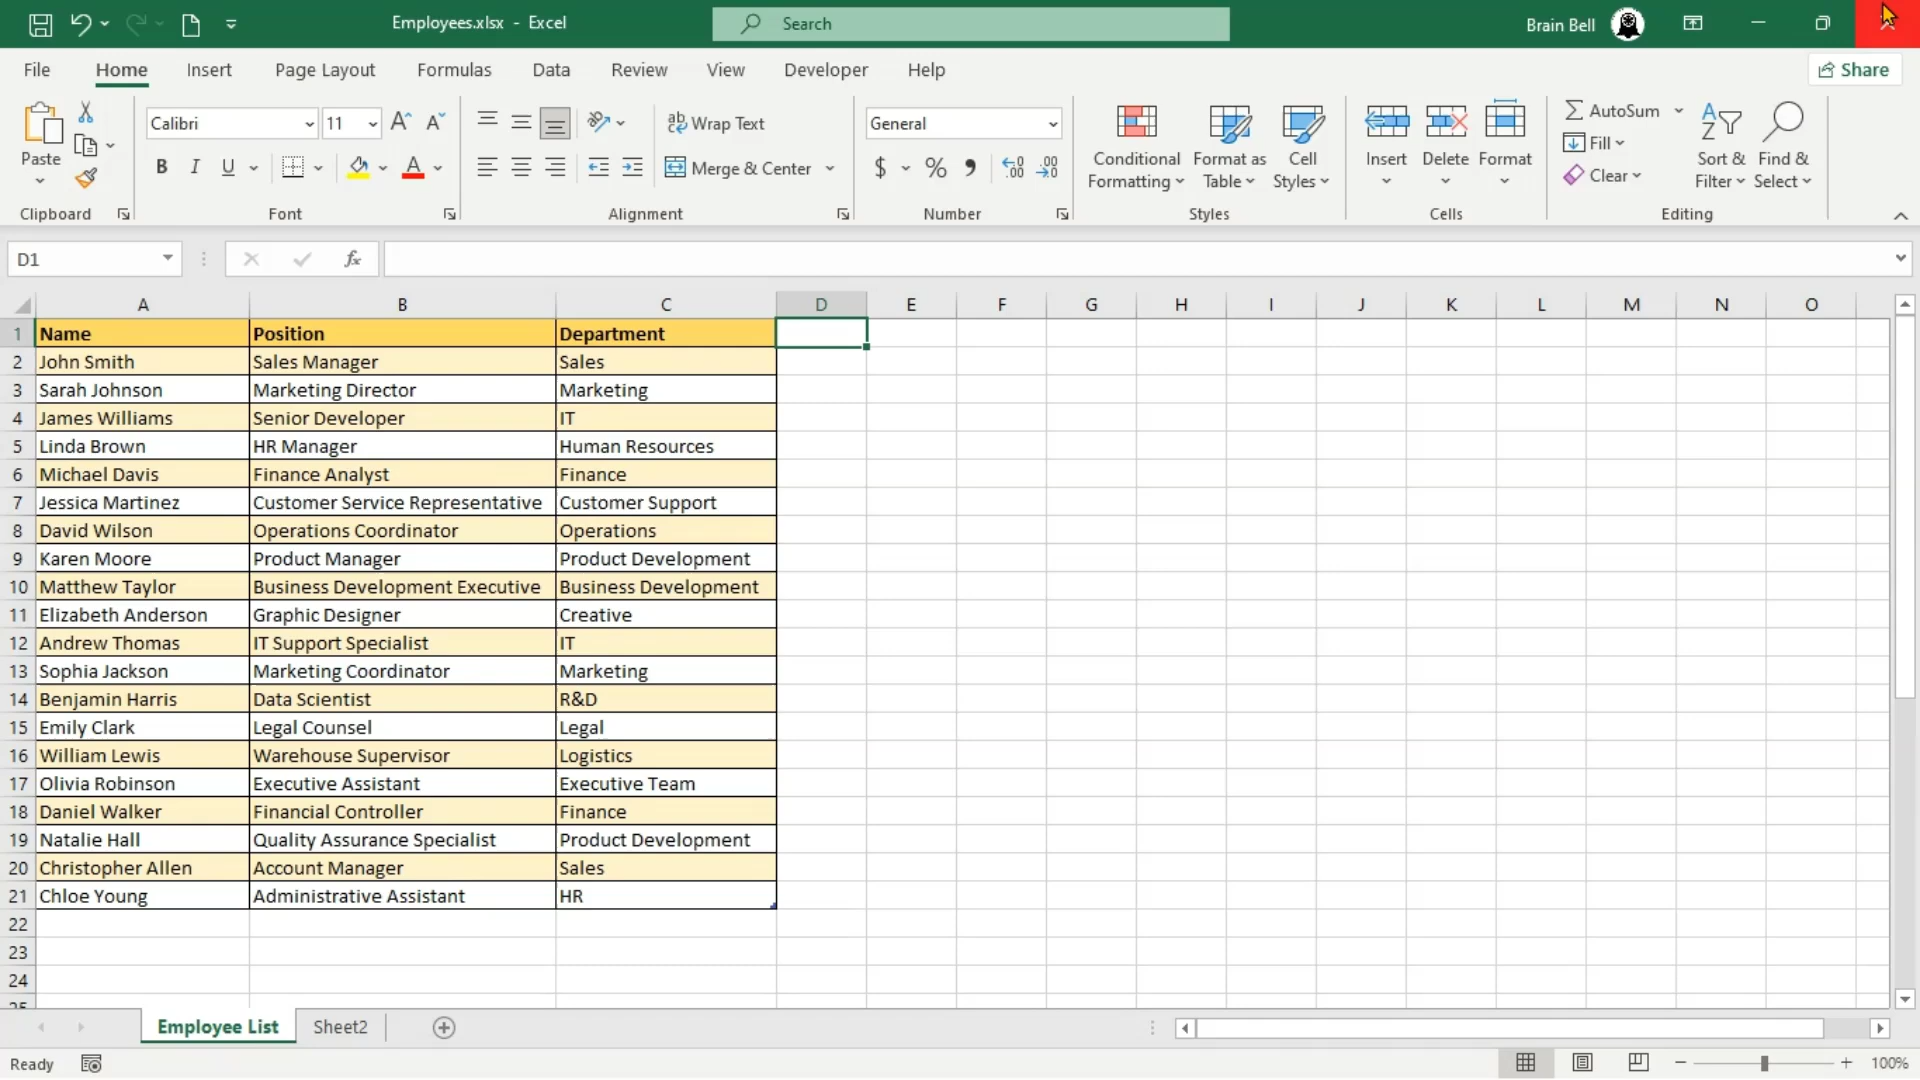 Employees.xlsx - Excel
Search
Brain Bell
File Home Insert Page Layout Formulas Data Review View Developer Help
Share
Paste
Clipboard
Calibri 11
B I U
A
Font
ab Wrap Text
Merge & Center
Alignment
General
$ % ,
Number
Conditional Formatting
Format as Table
Cell Styles
Styles
Insert
Delete
Format
Cells
AutoSum
Fill
Clear
Sort & Filter
Find & Select
Editing
D1
fx
A B C D E F G H I J K L M N O
1 Name Position Department
2 John Smith Sales Manager Sales
3 Sarah Johnson Marketing Director Marketing
4 James Williams Senior Developer IT
5 Linda Brown HR Manager Human Resources
6 Michael Davis Finance Analyst Finance
7 Jessica Martinez Customer Service Representative Customer Support
8 David Wilson Operations Coordinator Operations
9 Karen Moore Product Manager Product Development
10 Matthew Taylor Business Development Executive Business Development
11 Elizabeth Anderson Graphic Designer Creative
12 Andrew Thomas IT Support Specialist IT
13 Sophia Jackson Marketing Coordinator Marketing
14 Benjamin Harris Data Scientist R&D
15 Emily Clark Legal Counsel Legal
16 William Lewis Warehouse Supervisor Logistics
17 Olivia Robinson Executive Assistant Executive Team
18 Daniel Walker Financial Controller Finance
19 Natalie Hall Quality Assurance Specialist Product Development
20 Christopher Allen Account Manager Sales
21 Chloe Young Administrative Assistant HR
22
23
24
25
Employee List Sheet2
Ready
100%